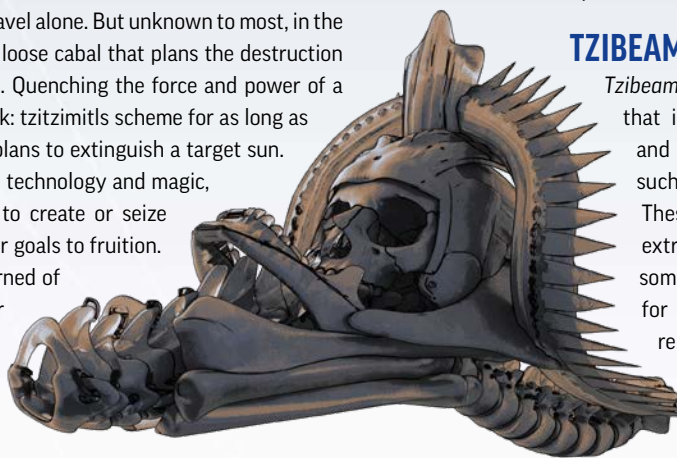 avel alone. But unknown to most, in the
loose cabal that plans the destruction
. Quenching the force and power of a
k: tzitzimitls scheme for as long as
plans to extinguish a target sun.
technology and magic,
to create or seize
r goals to fruition.
rned of
r
TZIBEAM
Tzibeam
that i
and
such
Thes
extr
som
for
re